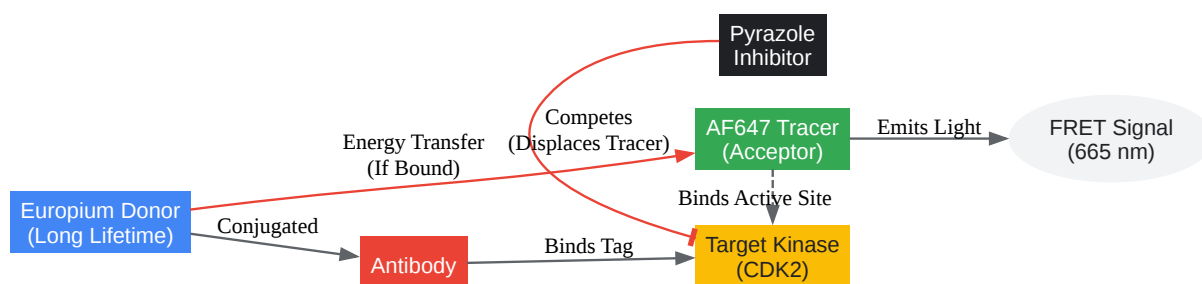 Pyrazole
Inhibitor
Competes
(Displaces Tracer)
AF647 Tracer
(Acceptor)
Emits Light
FRET Signal
(665 nm)
Energy Transfer
(If Bound)
Binds Active Site
Europium Donor
(Long Lifetime)
Conjugated
Antibody
Binds Tag
Target Kinase
(CDK2)